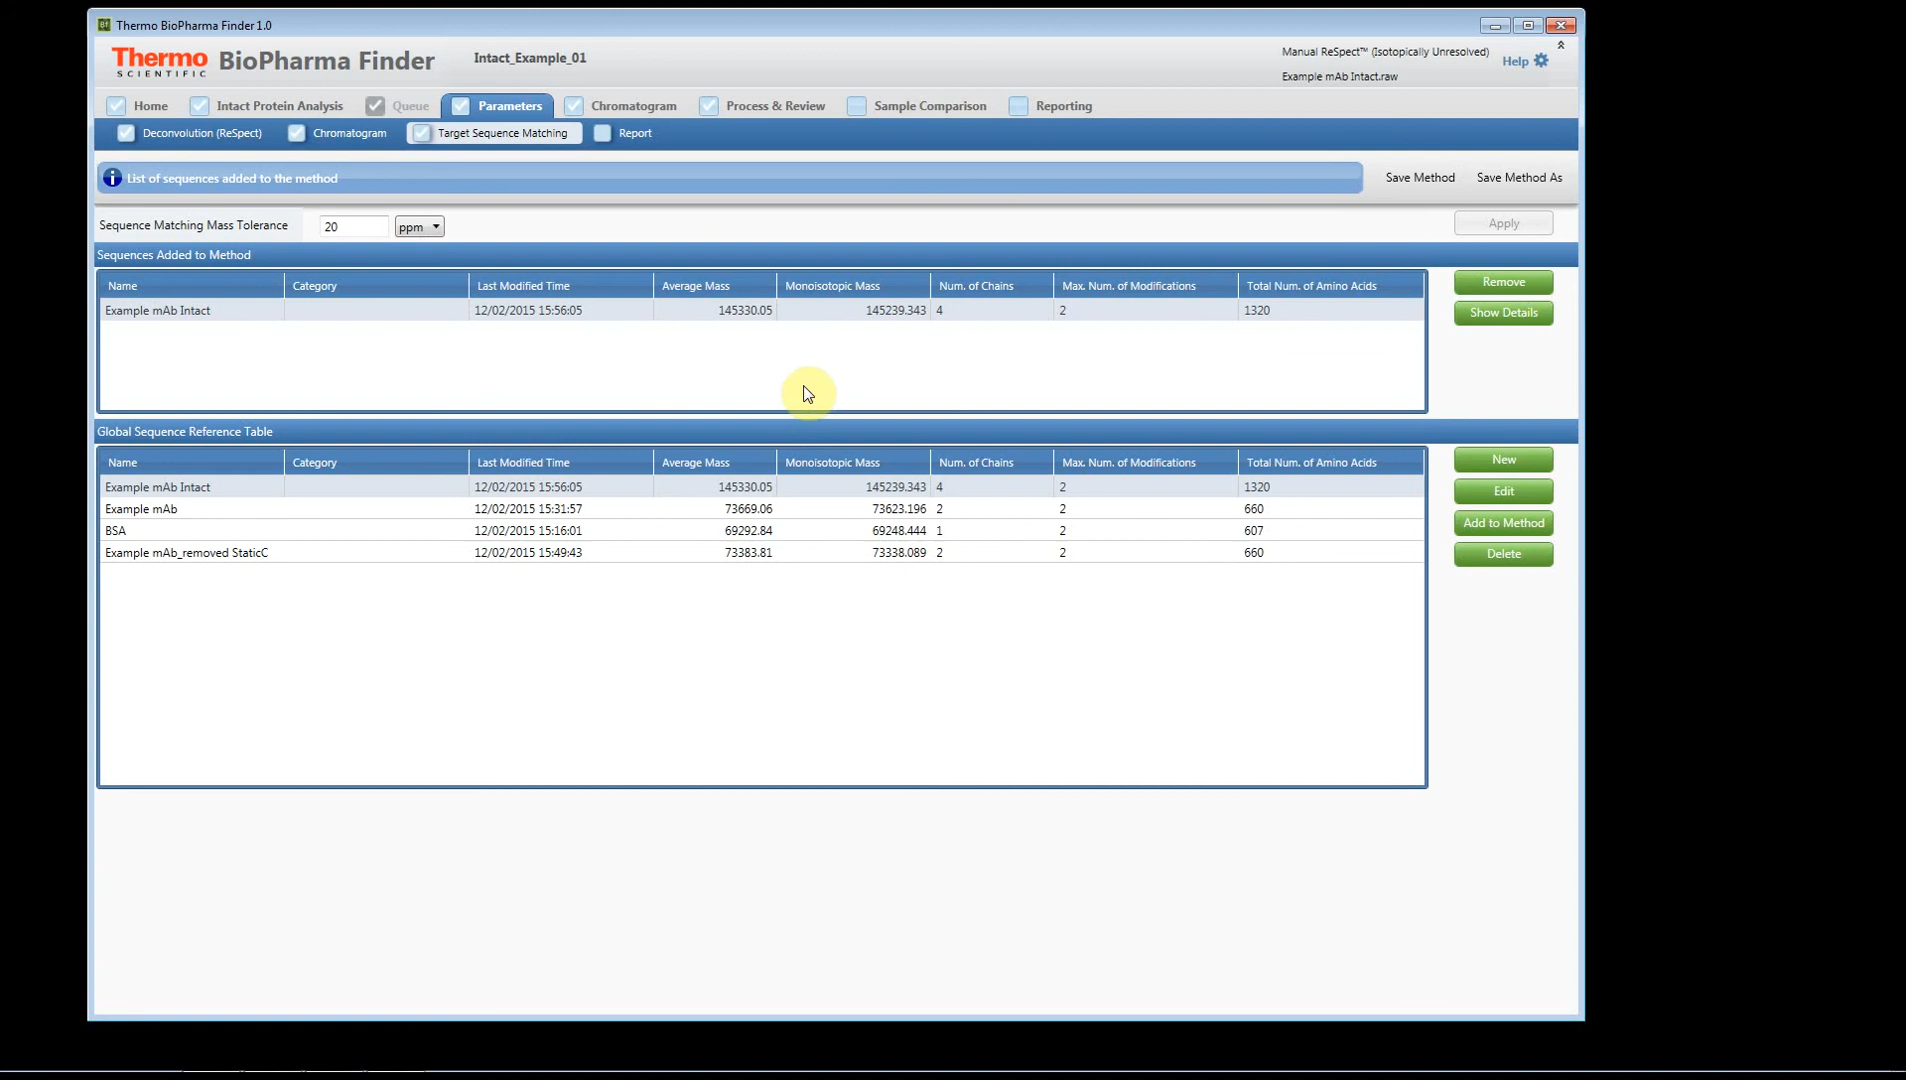 Thermo BioPharma Finder 1.0
Thermo SCIENTIFIC BioPharma Finder Intact_Example_01 Manual ReSpect™ (Isotopically Unresolved) Help
Example mAb Intact.raw
Home Intact Protein Analysis Queue Parameters Chromatogram Process & Review Sample Comparison Reporting
Deconvolution (ReSpect) Chromatogram Target Sequence Matching Report
List of sequences added to the method Save Method Save Method As
Sequence Matching Mass Tolerance 20 ppm Apply
Sequences Added to Method
Name Category Last Modified Time Average Mass Monoisotopic Mass Num. of Chains Max. Num. of Modifications Total Num. of Amino Acids Remove
Example mAb Intact 12/02/2015 15:56:05 145330.05 145239.343 4 2 1320 Show Details
Global Sequence Reference Table
Name Category Last Modified Time Average Mass Monoisotopic Mass Num. of Chains Max. Num. of Modifications Total Num. of Amino Acids New
Example mAb Intact 12/02/2015 15:56:05 145330.05 145239.343 4 2 1320 Edit
Example mAb 12/02/2015 15:31:57 73669.06 73623.196 2 2 660 Add to Method
BSA 12/02/2015 15:16:01 69292.84 69248.444 1 2 607
Example mAb_removed StaticC 12/02/2015 15:49:43 73383.81 73338.089 2 2 660 Delete